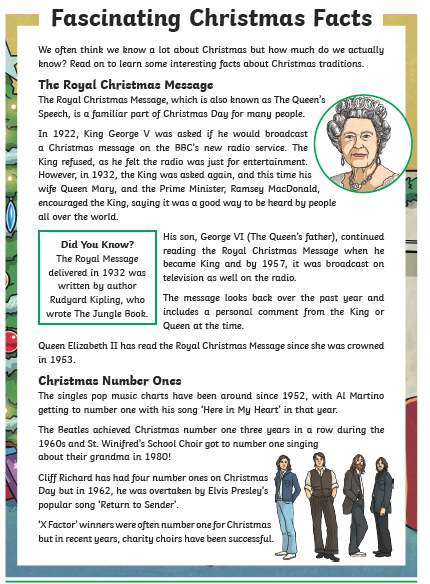 Fascinating Christmas Facts
We often think we know a lot about Christmas but how much do we actually
know? Read on to learn some interesting facts about Christmas traditions.
The Royal Christmas Message
The Royal Christmas Message, which is also known as The Queen's
Speech, is a familiar part of Christmas Day for many people.
In 1922, King George V was asked if he would broadcast
a Christmas message on the BBC's new radio service. The
King refused, as he felt the radio was just for entertainment.
However, in 1932, the King was asked again, and this time his
wife Queen Mary, and the Prime Minister, Ramsey MacDonald,
encouraged the King, saying it was a good way to be heard by people
all over the world.
Did You Know?
The Royal Message
delivered in 1932 was
written by author
Rudyard Kipling, who
wrote The Jungle Book.
His son, George VI (The Queen's father), continued
reading the Royal Christmas Message when he
became King and by 1957, it was broadcast on
television as well on the radio.
The message looks back over the past year and
includes a personal comment from the King or
Queen at the time.
Queen Elizabeth II has read the Royal Christmas Message since she was crowned
in 1953.
Christmas Number Ones
The singles pop music charts have been around since 1952, with Al Martino
getting to number one with his song 'Here in My Heart' in that year.
The Beatles achieved Christmas number one three years in a row during the
1960s and St. Winifred's School Choir got to number one singing
about their grandma in 1980!
Cliff Richard has had four number ones on Christmas
Day but in 1962, he was overtaken by Elvis Presley's
popular song 'Return to Sender'.
'X Factor' winners were often number one for Christmas
but in recent years, charity choirs have been successful.